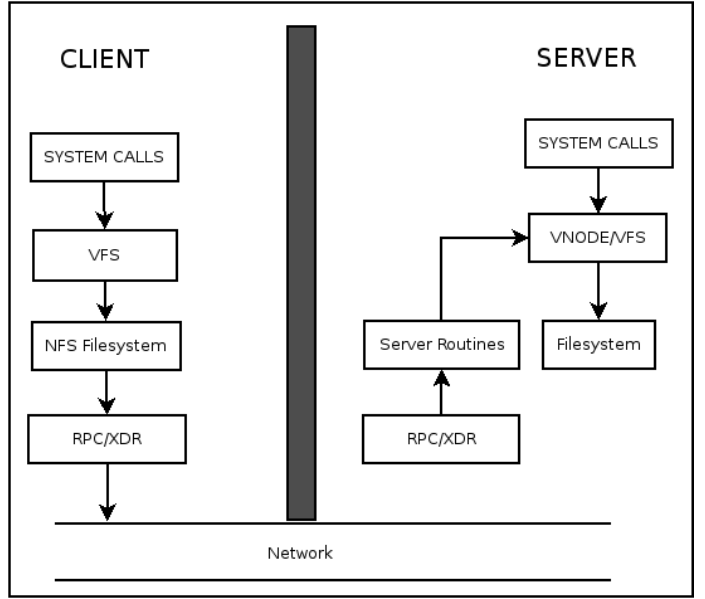 CLIENT
SERVER
SYSTEM CALLS
VFS
NFS Filesystem
RPC/XDR
SYSTEM CALLS
VNODE/VFS
Server Routines
Filesystem
RPC/XDR
Network